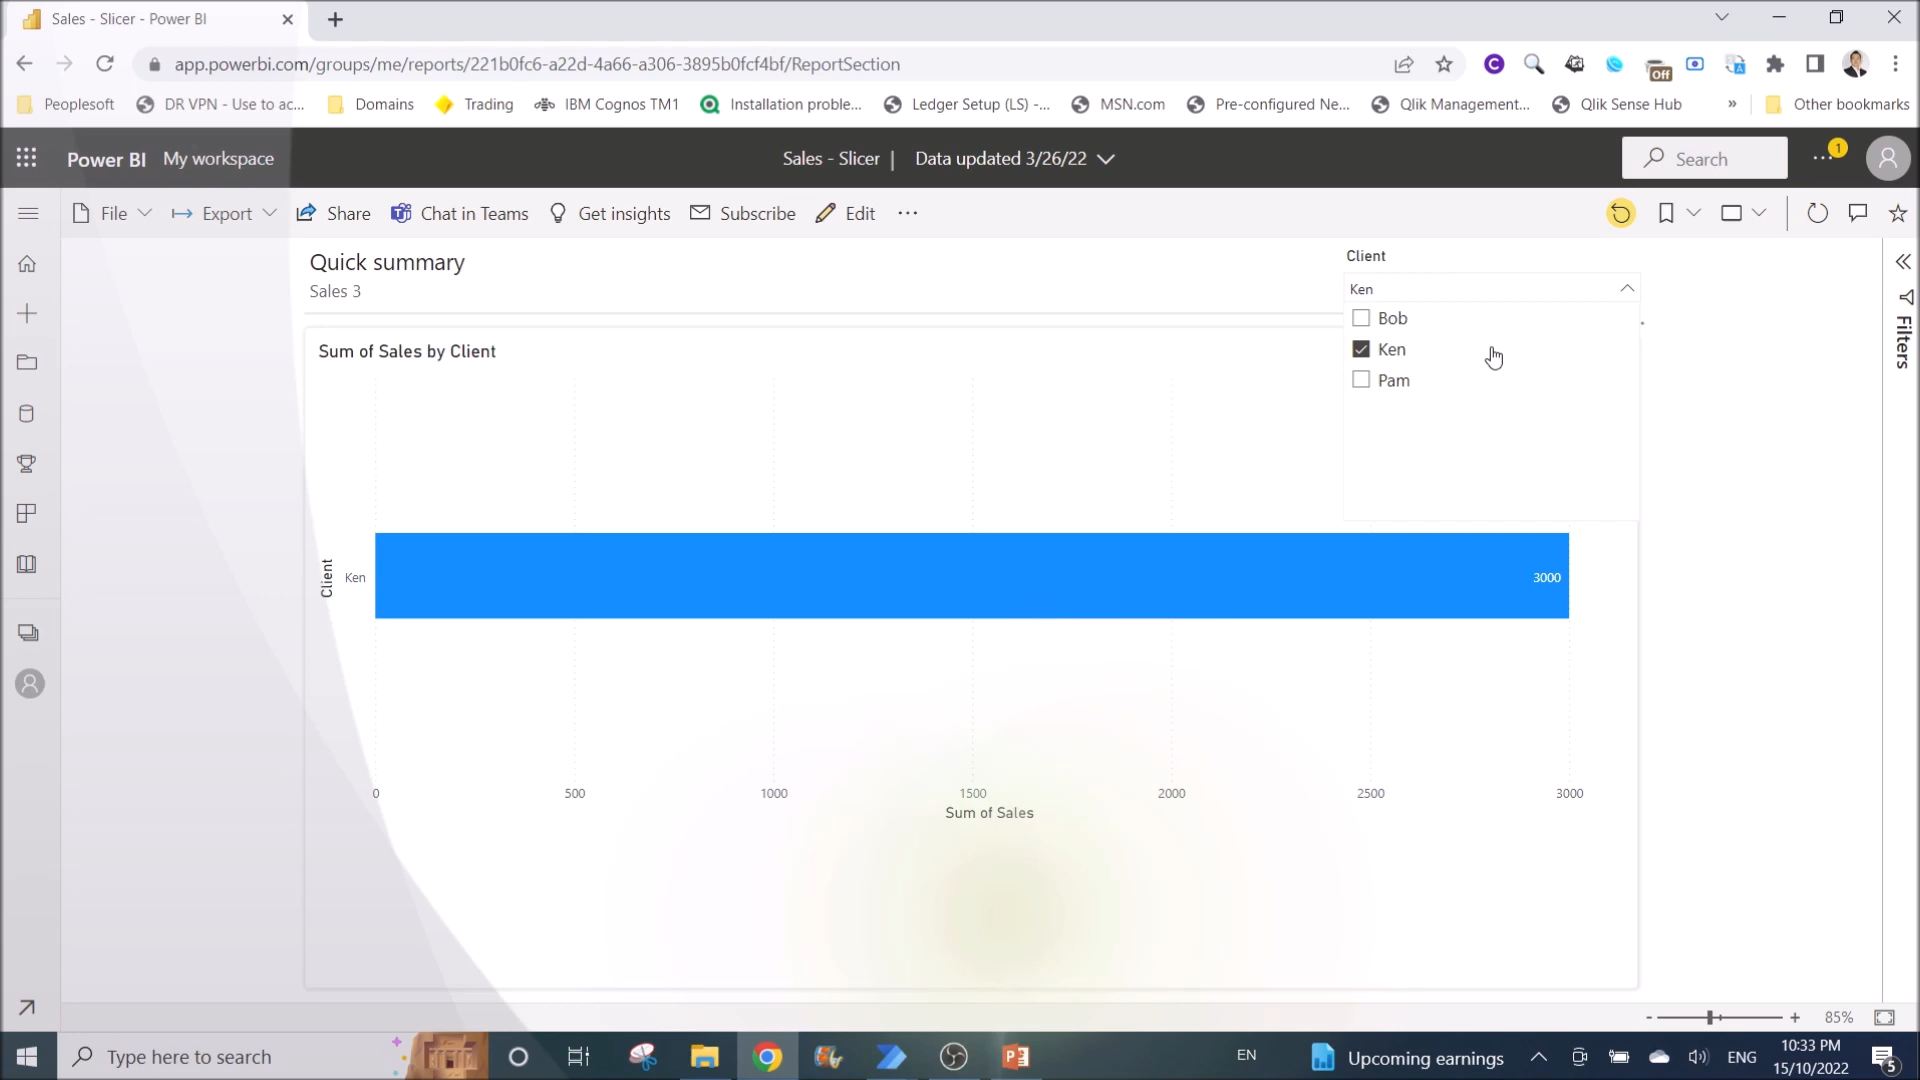 Sales - Slicer - Power BI
app.powerbi.com/groups/me/reports/221b0fc6-a22d-4a66-a306-3895b0fcf4bf/ReportSection
Off
Peoplesoft
DR VPN - Use to ac...
Domains
Trading
IBM Cognos TM1
Installation proble...
Ledger Setup (LS) -...
MSN.com
Pre-configured Ne...
Qlik Management...
Qlik Sense Hub
»
Other bookmarks
Power BI My workspace
Sales - Slicer | Data updated 3/26/22
Search
1
File
Export
Share
Chat in Teams
Get insights
Subscribe
Edit
Quick summary
Sales 3
Client
Ken
Bob
Ken
Pam
Filters
Sum of Sales by Client
Client
Ken
3000
0 500 1000 1500 2000 2500 3000
Sum of Sales
- + 85%
Type here to search
EN
Upcoming earnings
ENG
10:33 PM
15/10/2022
5